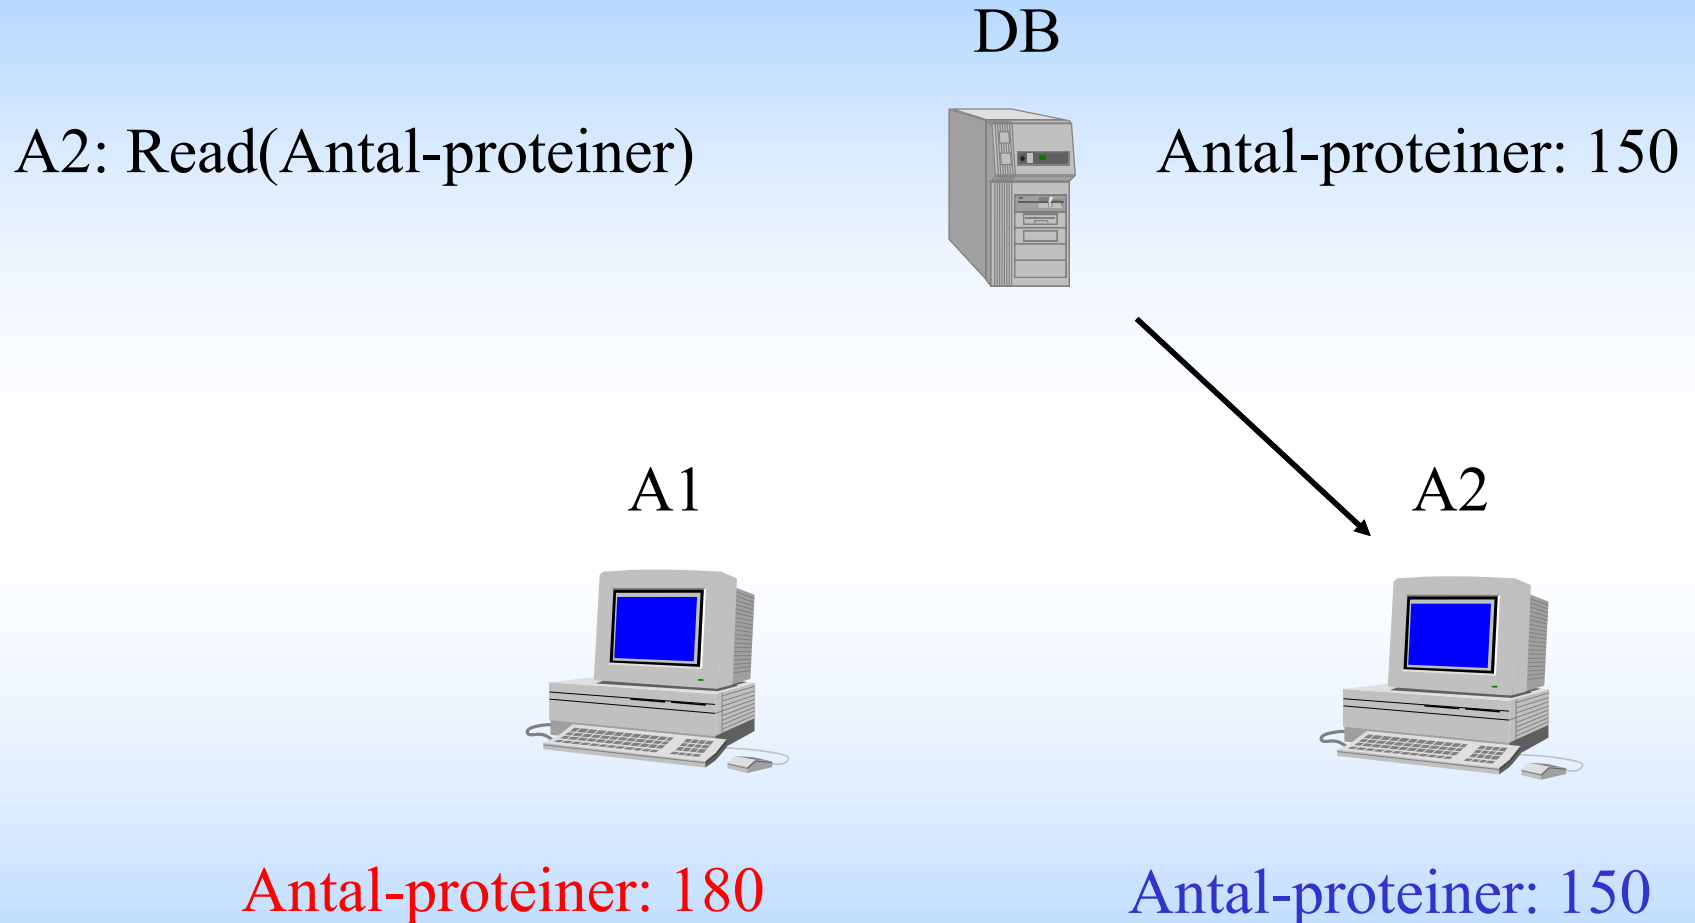 DB
A2: Read(Antal-proteiner)
Antal-proteiner: 150
A1
A2
Antal-proteiner: 180
Antal-proteiner: 150